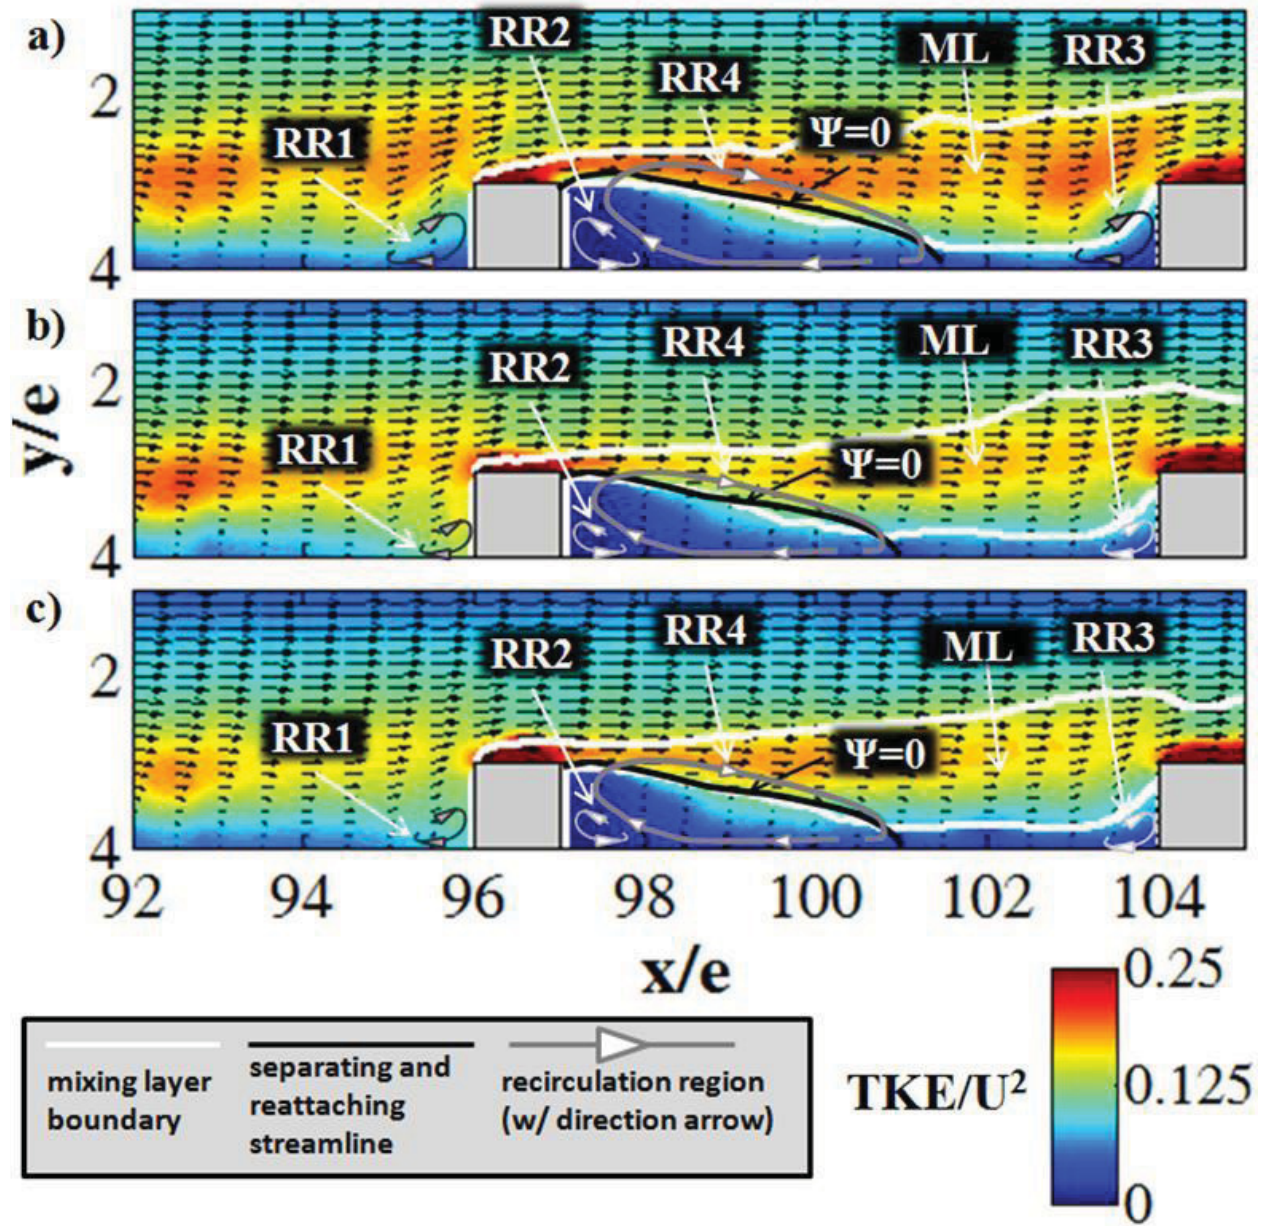 a)
RR2
RR4
ML
RR3
RR1
Ψ=0
2
4
b)
RR2
RR4
ML
RR3
RR1
Ψ=0
2
4
y/e
c)
RR2
RR4
ML
RR3
RR1
Ψ=0
2
4
92 94 96 98 100 102 104
x/e
mixing layer
boundary
separating and
reattaching
streamline
recirculation region
(w/ direction arrow)
TKE/U²
0.25
0.125
0